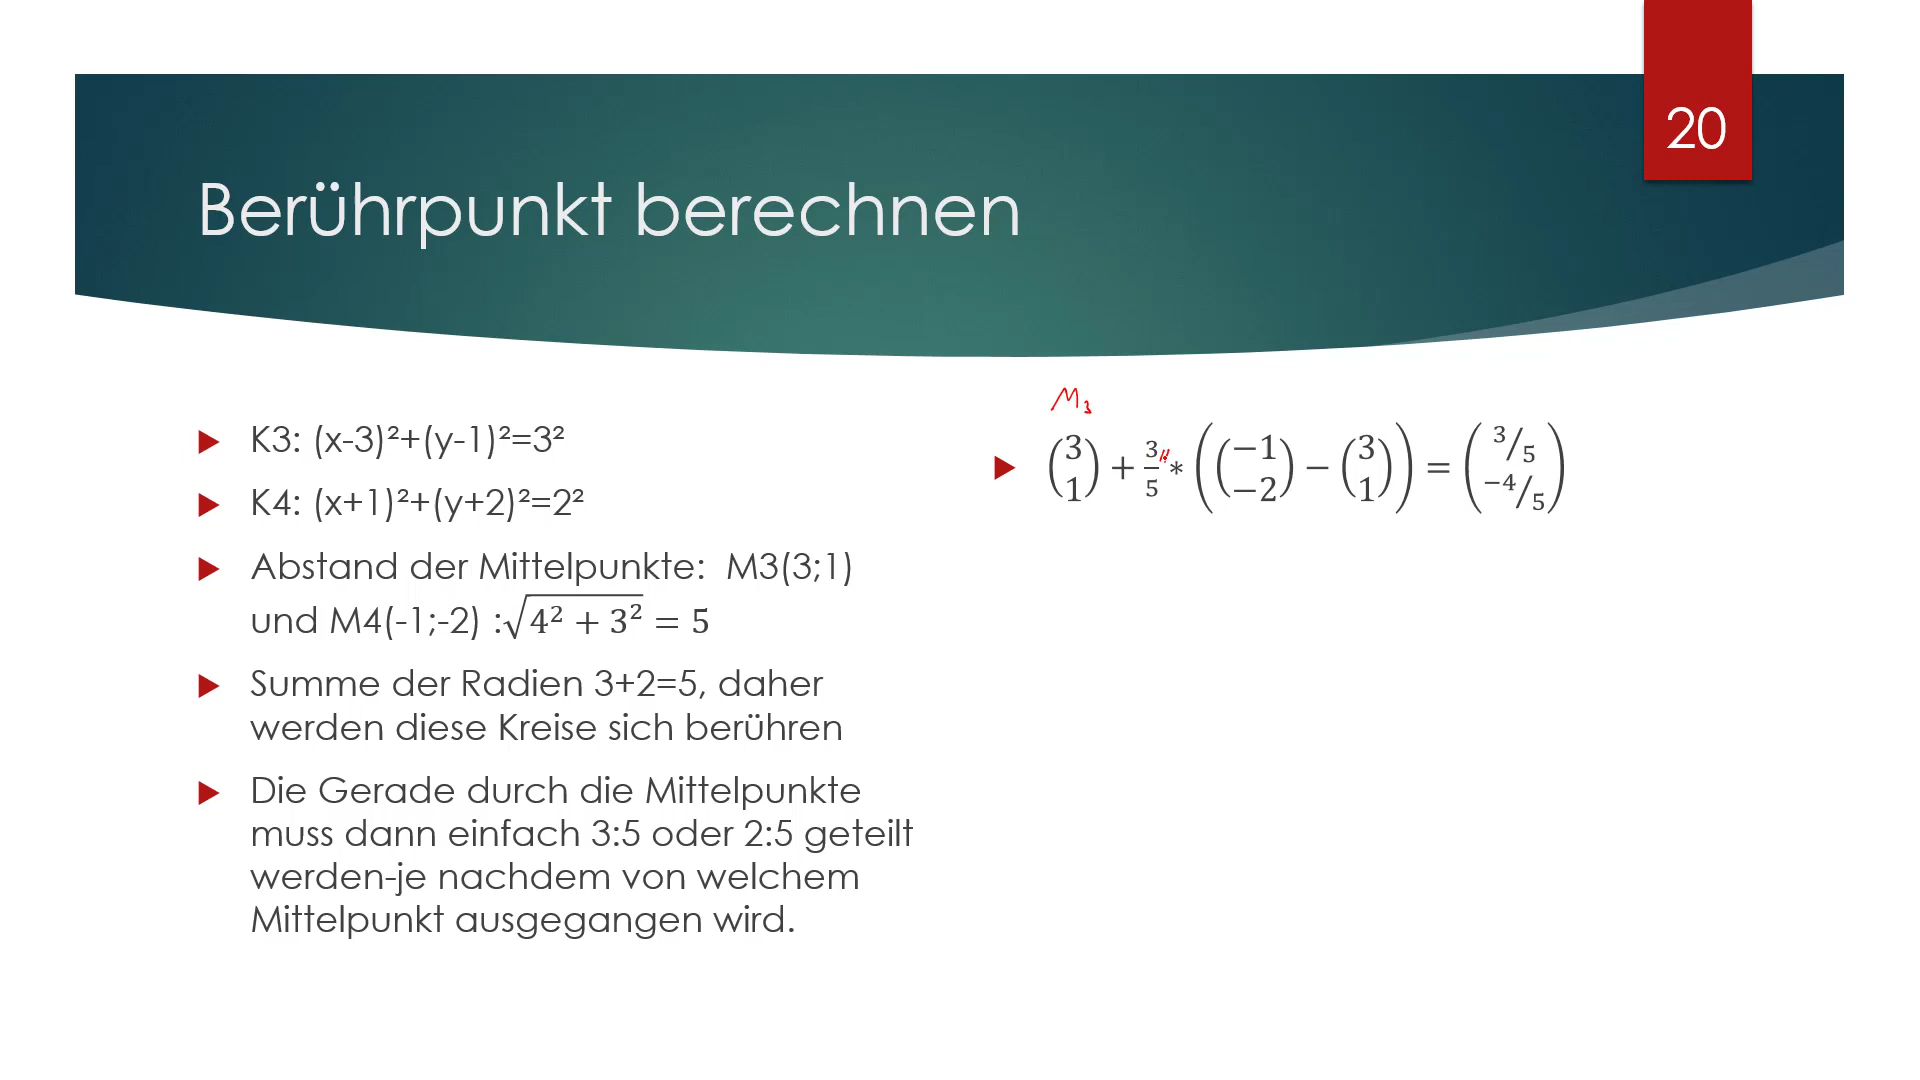 20
Berührpunkt berechnen
K3: (x-3)²+(y-1)²=3²
K4: (x+1)²+(y+2)²=2²
Abstand der Mittelpunkte: M3(3;1)
und M4(-1;-2) :√(4² + 3²) = 5
Summe der Radien 3+2=5, daher
werden diese Kreise sich berühren
Die Gerade durch die Mittelpunkte
muss dann einfach 3:5 oder 2:5 geteilt
werden-je nachdem von welchem
Mittelpunkt ausgegangen wird.
M₃
(3 1) + 3/5 * ((−1 −2) − (3 1)) = (3/5 −4/5)